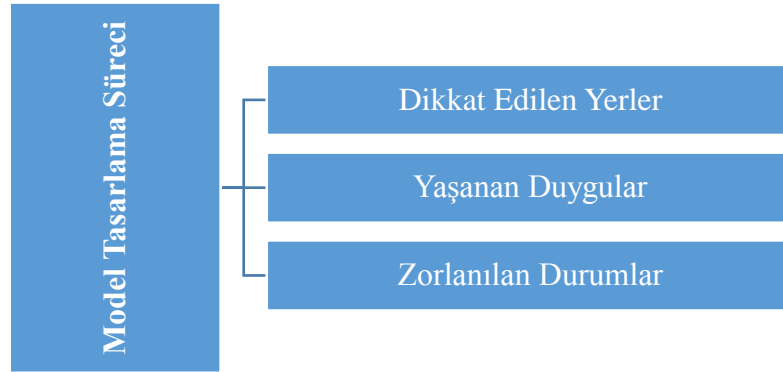 Model Tasarlama Süreci
Dikkat Edilen Yerler
Yaşanan Duygular
Zorlanılan Durumlar